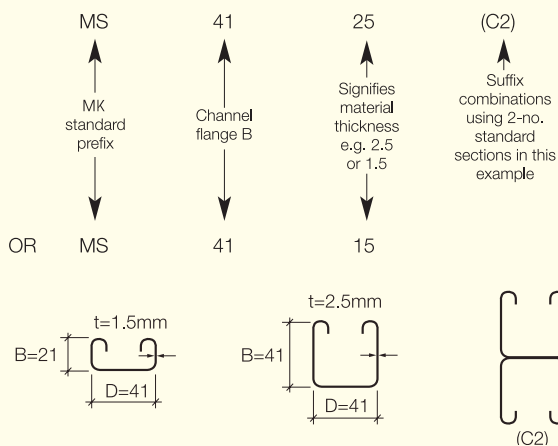 MS 41 25 (C2)
MK
standard
prefix
Channel
flange B
Signifies
material
thickness
e.g. 2.5
or 1.5
Suffix
combinations
using 2-no.
standard
sections in this
example
OR MS 41 15
t=1.5mm
B=21
D=41
t=2.5mm
B=41
D=41
(C2)